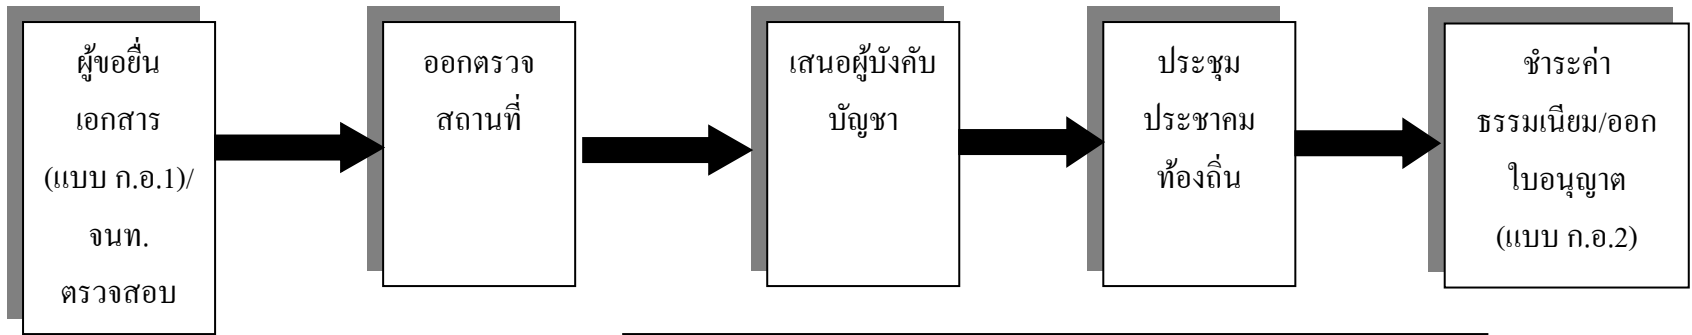 ผู้ขอยื่น
เอกสาร
(แบบ ก.อ.1)/
จนท.
ตรวจสอบ
ออกตรวจ
สถานที่
เสนอผู้บังคับ
บัญชา
ประชุม
ประชาคม
ท้องถิ่น
ชำระค่า
ธรรมเนียม/ออก
ใบอนุญาต
(แบบ ก.อ.2)